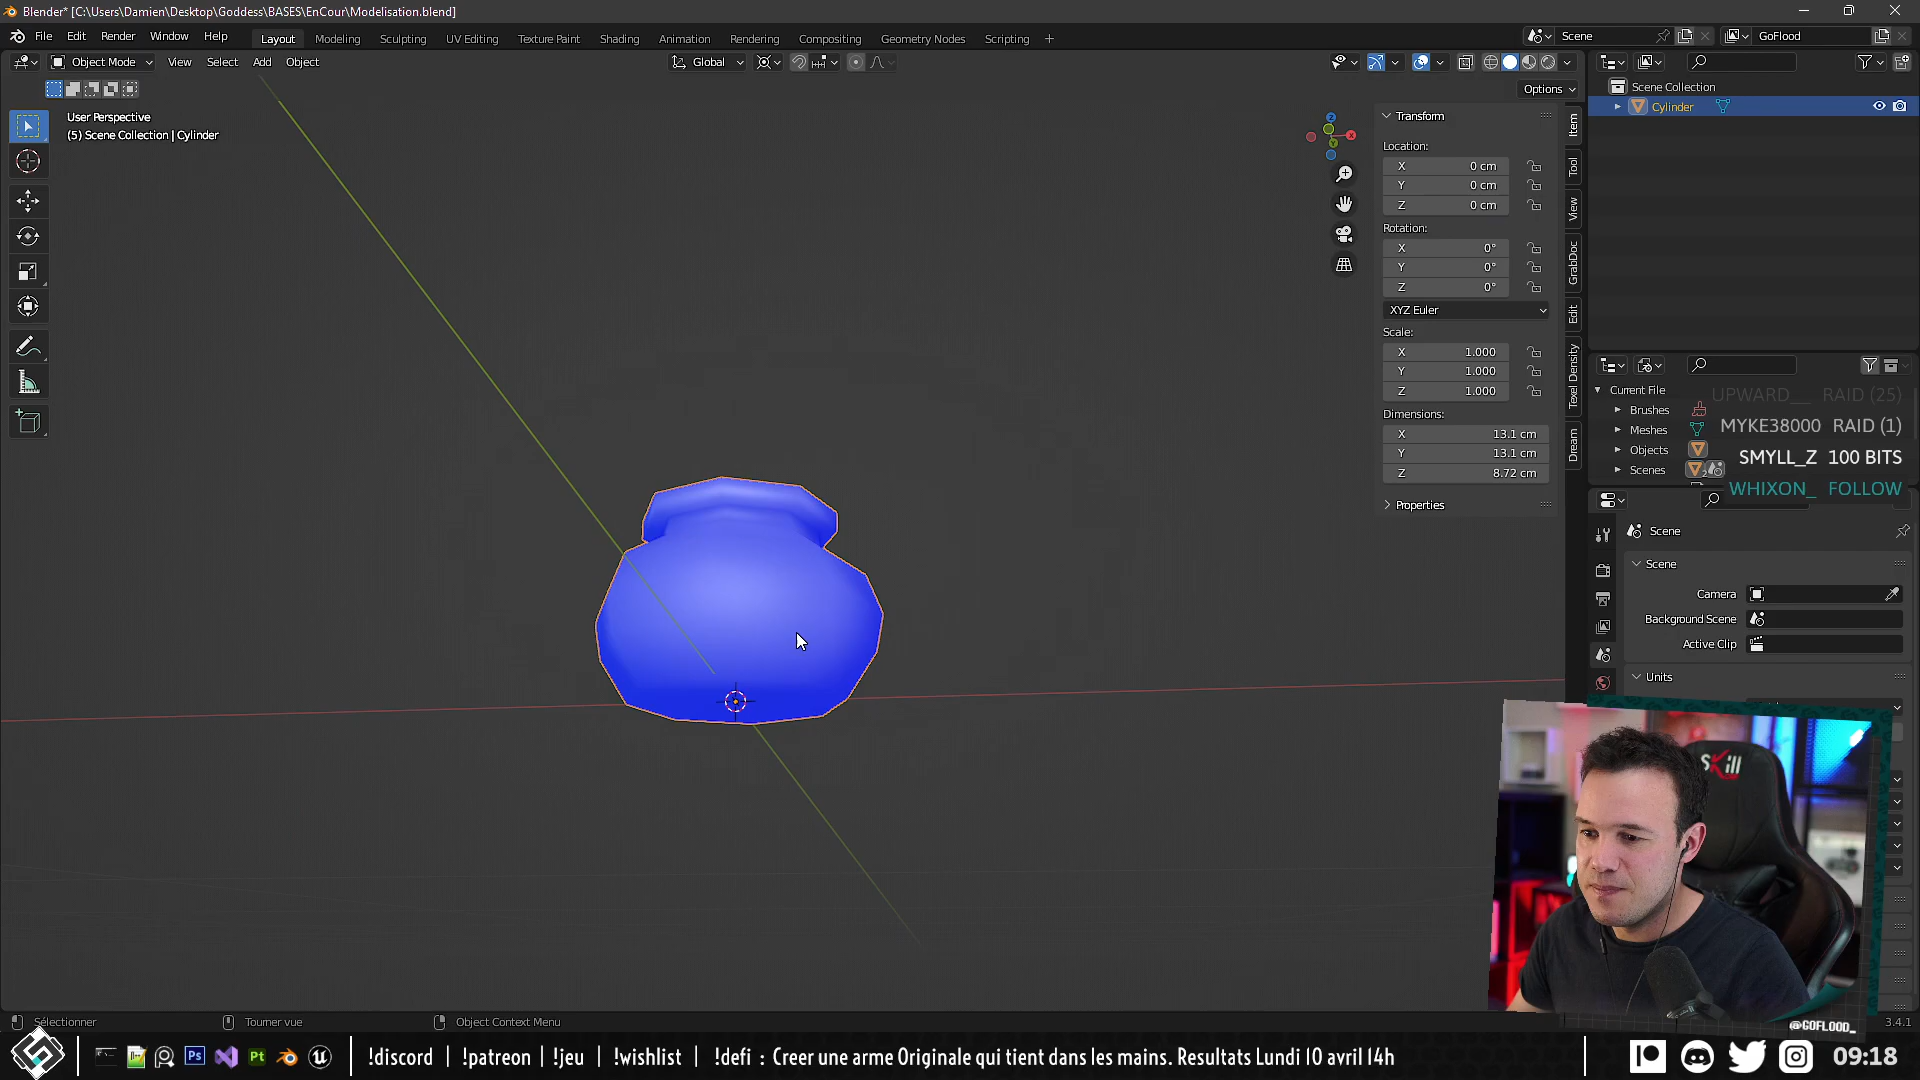 Blender* [C:\Users\Damien\Desktop\Goddess\BASES\EnCour\Modelisation.blend]
File Edit Render Window Help Layout Modeling Sculpting UV Editing Texture Paint Shading Animation Rendering Compositing Geometry Nodes Scripting + Scene GoFlood
Object Mode View Select Add Object Global
Options
User Perspective
(5) Scene Collection | Cylinder
Transform
Location:
X 0 cm
Y 0 cm
Z 0 cm
Rotation:
X 0°
Y 0°
Z 0°
XYZ Euler
Scale:
X 1.000
Y 1.000
Z 1.000
Dimensions:
X 13.1 cm
Y 13.1 cm
Z 8.72 cm
Properties
Item
Tool
View
GrabDoc
Edit
Texel Density
Dream
Scene Collection
Cylinder
Current File
Brushes
Meshes
Objects
Scenes
UPWARD__ RAID (25)
MYKE38000 RAID (1)
SMYLL_Z 100 BITS
WHIXON_ FOLLOW
Scene
Scene
Camera
Background Scene
Active Clip
Units
SKill
@GOFLOOD_
Sélectionner Tourner vue Object Context Menu 3.4.1
Ps Pt !discord | !patreon | !jeu | !wishlist | !defi : Creer une arme Originale qui tient dans les mains. Resultats Lundi 10 avril 14h 09:18